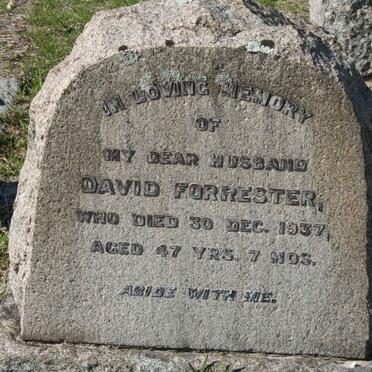 IN LOVING MEMORY
OF
MY DEAR HUSBAND
DAVID FORRESTER,
WHO DIED 30 DEC. 1937,
AGED 47 YRS. 7 MOS.
ABIDE WITH ME.